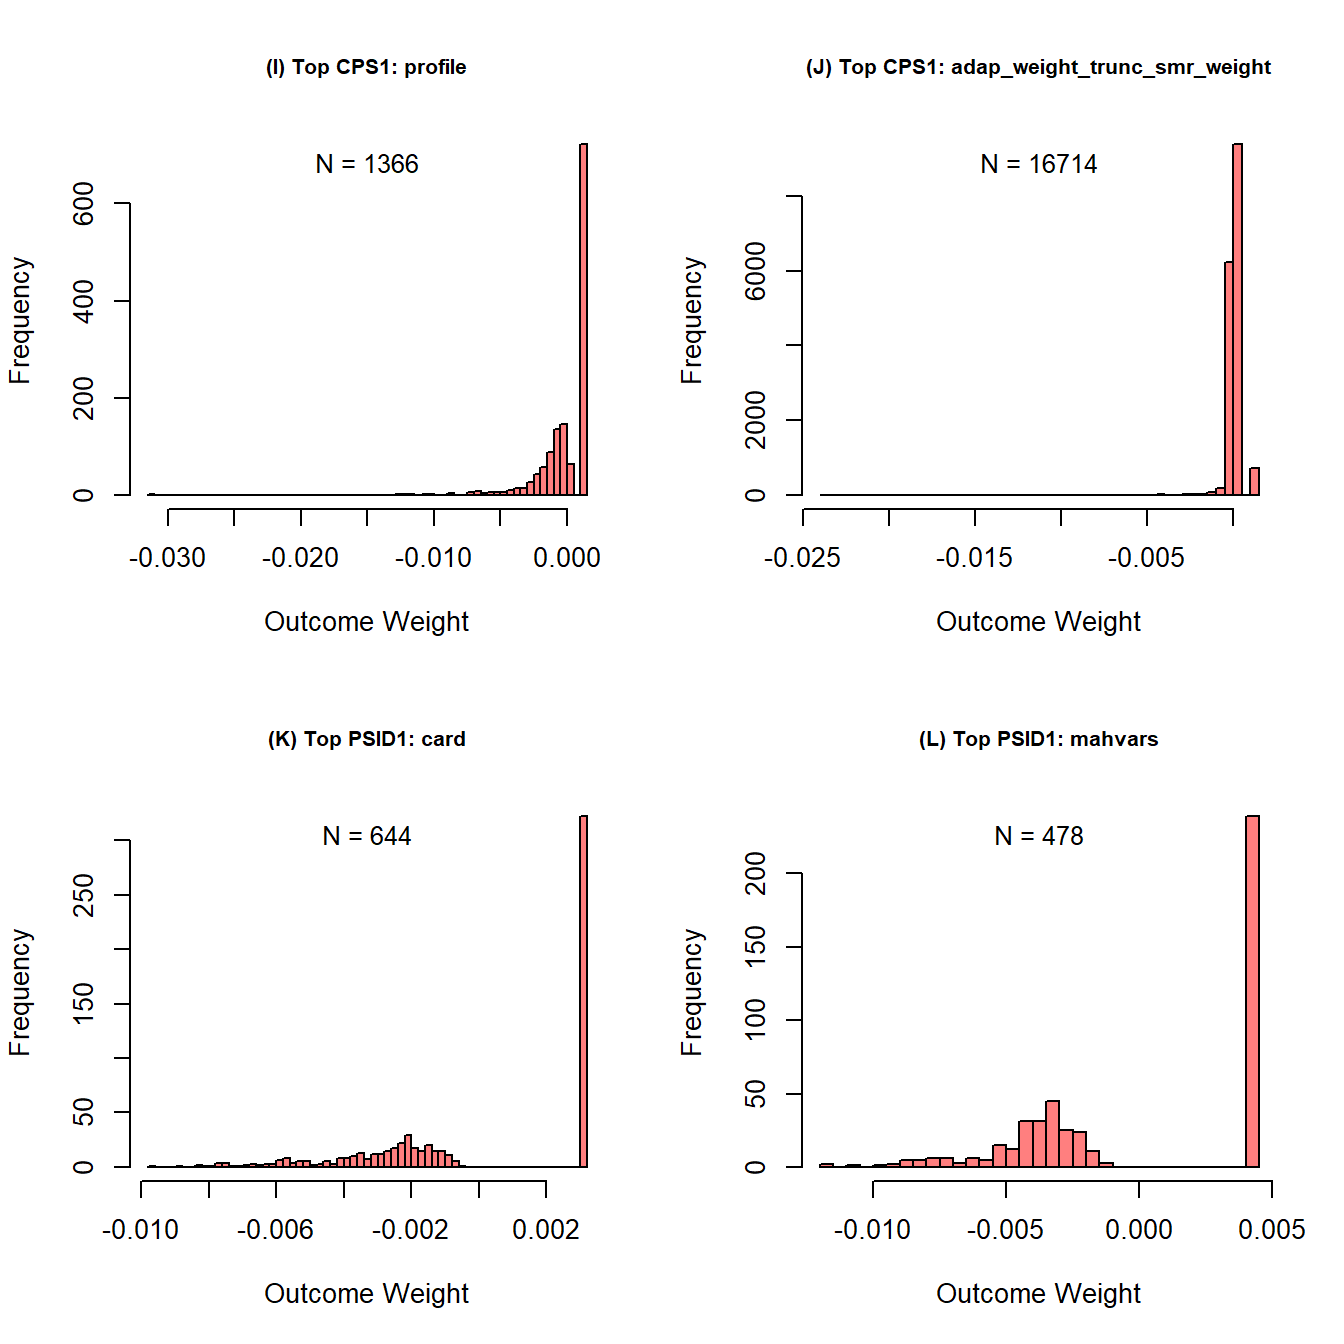 (I) Top CPS1: profile
N = 1366
Frequency
600
400
200
0
-0.030
-0.020
-0.010
0.000
Outcome Weight
(J) Top CPS1: adap_weight_trunc_smr_weight
N = 16714
Frequency
6000
2000
0
-0.025
-0.015
-0.005
Outcome Weight
(K) Top PSID1: card
N = 644
Frequency
250
150
50
0
-0.010
-0.006
-0.002
0.002
Outcome Weight
(L) Top PSID1: mahvars
N = 478
Frequency
200
150
100
50
0
-0.010
-0.005
0.000
0.005
Outcome Weight